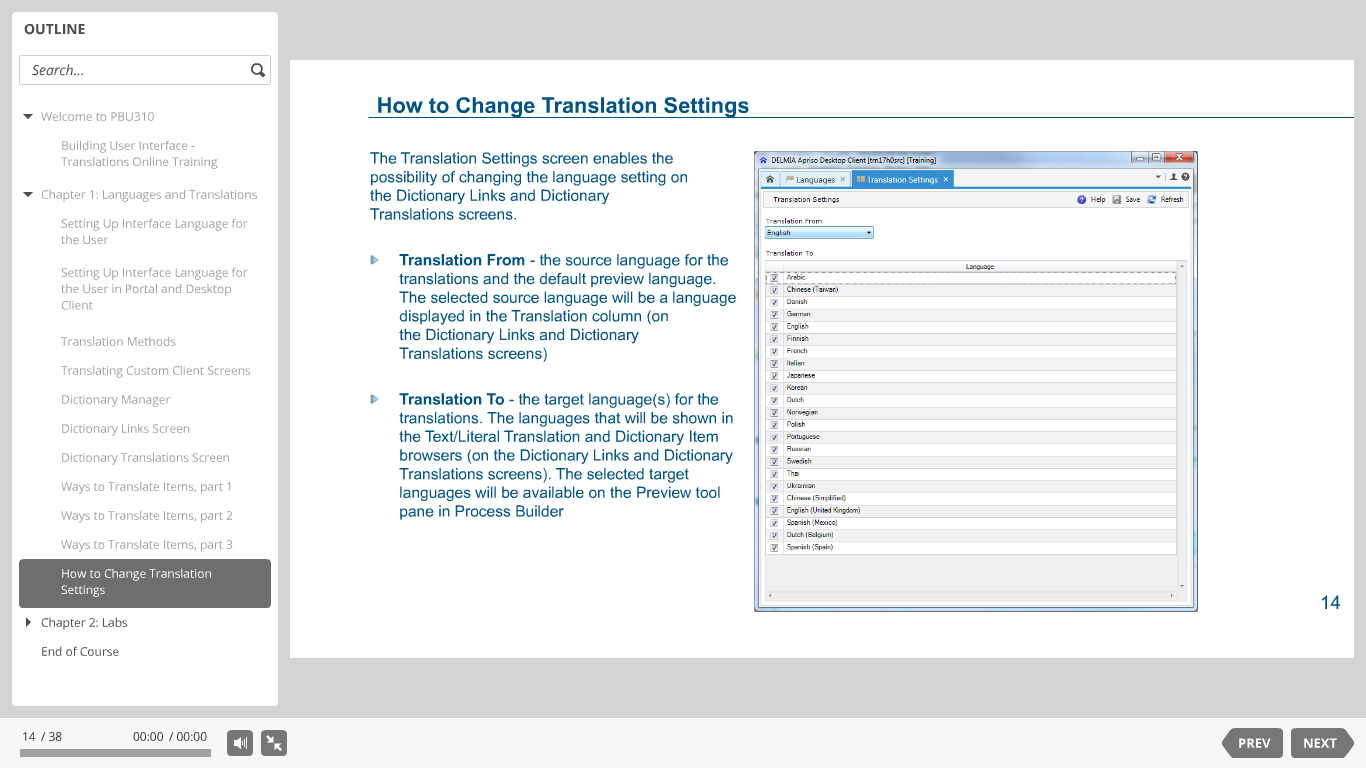 OUTLINE
Search...
Welcome to PBU310
Building User Interface -
Translations Online Training
Chapter 1: Languages and Translations
Setting Up Interface Language for
the User
Setting Up Interface Language for
the User in Portal and Desktop
Client
Translation Methods
Translating Custom Client Screens
Dictionary Manager
Dictionary Links Screen
Dictionary Translations Screen
Ways to Translate Items, part 1
Ways to Translate Items, part 2
Ways to Translate Items, part 3
How to Change Translation
Settings
Chapter 2: Labs
End of Course
How to Change Translation Settings
The Translation Settings screen enables the
possibility of changing the language setting on
the Dictionary Links and Dictionary
Translations screens.
Translation From - the source language for the
translations and the default preview language.
The selected source language will be a language
displayed in the Translation column (on
the Dictionary Links and Dictionary
Translations screens)
Translation To - the target language(s) for the
translations. The languages that will be shown in
the Text/Literal Translation and Dictionary Item
browsers (on the Dictionary Links and Dictionary
Translations screens). The selected target
languages will be available on the Preview tool
pane in Process Builder
DELMIA Apriso Desktop Client [tm17h0src] [Training]
Languages
Translation Settings
Translation Settings
Help
Save
Refresh
Translation From
English
Translation To
Language
Arabic
Chinese (Taiwan)
Danish
German
English
Finnish
French
Italian
Japanese
Korean
Dutch
Norwegian
Polish
Portuguese
Russian
Swedish
Thai
Ukrainian
Chinese (Simplified)
English (United Kingdom)
Spanish (Mexico)
Dutch (Belgium)
Spanish (Spain)
14
14 / 38
00:00 / 00:00
PREV
NEXT